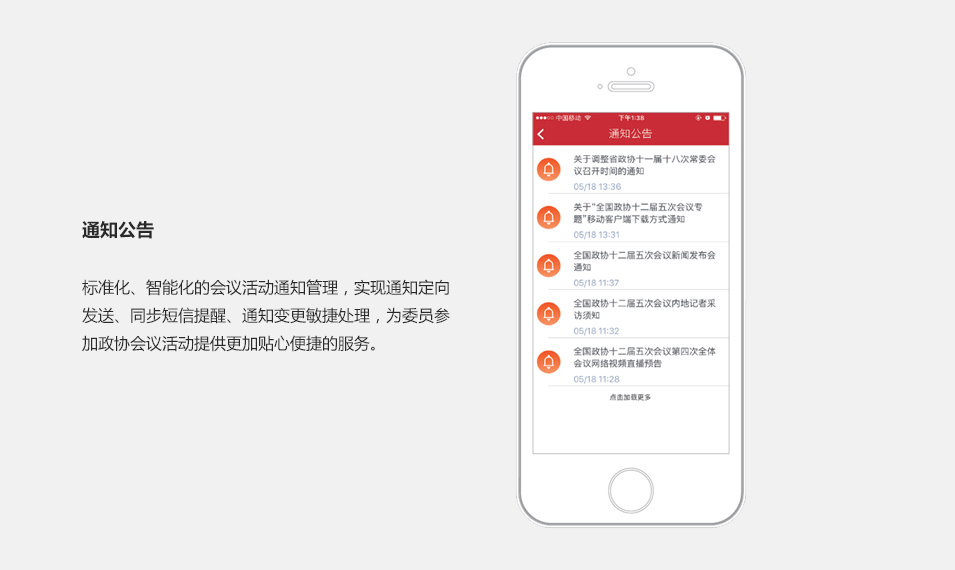 通知公告
标准化、智能化的会议活动通知管理，实现通知定向
发送、同步短信提醒、通知变更敏捷处理，为委员参
加政协会议活动提供更加贴心便捷的服务。
中国移动 下午1:38
通知公告
关于调整省政协十一届十八次常委会
议召开时间的通知
05/18 13:36
关于“全国政协十二届五次会议专
题”移动客户端下载方式通知
05/18 13:31
全国政协十二届五次会议新闻发布会
通知
05/18 11:37
全国政协十二届五次会议内地记者采
访须知
05/18 11:32
全国政协十二届五次会议第四次全体
会议网络视频直播预告
05/18 11:28
点击加载更多